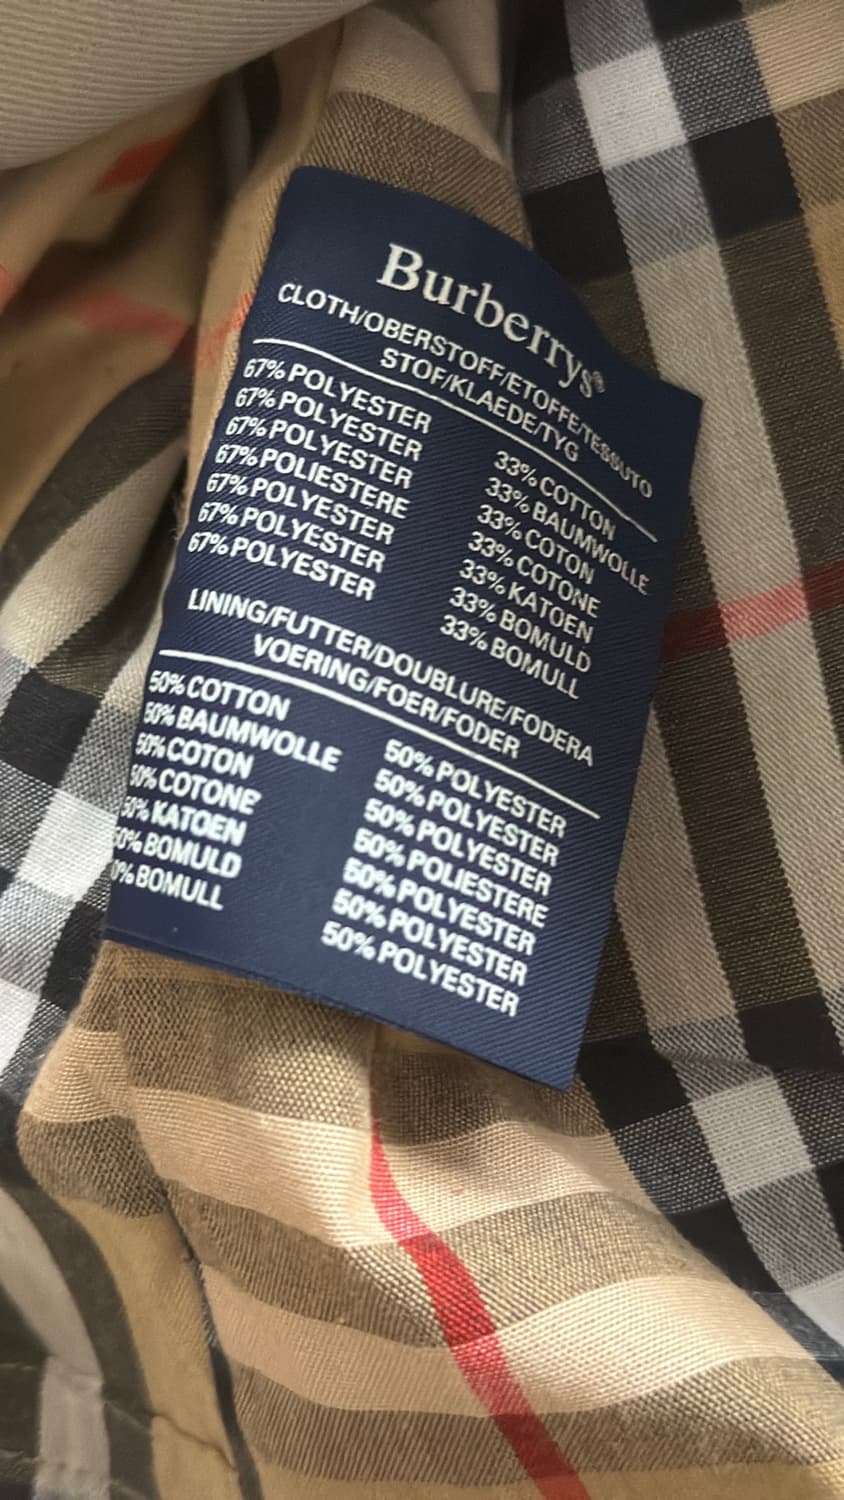 Burberrys®
CLOTH/OBERSTOFF/ETOFFE/TESSUTO
STOF/KLAEDE/TYG
67% POLYESTER 33% COTTON
67% POLYESTER 33% BAUMWOLLE
67% POLYESTER 33% COTON
67% POLIESTERE 33% COTONE
67% POLYESTER 33% KATOEN
67% POLYESTER 33% BOMULD
67% POLYESTER 33% BOMULL
LINING/FUTTER/DOUBLURE/FODERA
VOERING/FOER/FODER
50% COTTON 50% POLYESTER
50% BAUMWOLLE 50% POLYESTER
50% COTON 50% POLYESTER
50% COTONE 50% POLIESTERE
50% KATOEN 50% POLYESTER
50% BOMULD 50% POLYESTER
0% BOMULL 50% POLYESTER